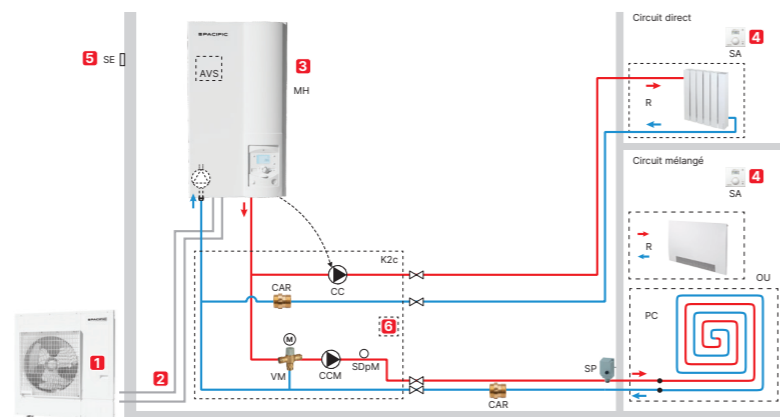 Circuit direct
4
SA
R
SPACIFIC
AVS
3
MH
5 SE
Circuit mélangé
4
SA
R
OU
K2c
CC
CAR
6
M
VM
CCM
SDpM
SP
PC
CAR
1
2